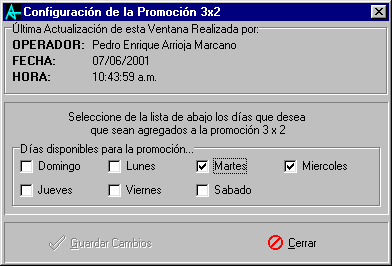 Configuración de la Promoción 3x2
Última Actualización de esta Ventana Realizada por:
OPERADOR: Pedro Enrique Arrioja Marcano
FECHA: 07/06/2001
HORA: 10:43:59 a.m.
Seleccione de la lista de abajo los días que desea
que sean agregados a la promoción 3 x 2
Días disponibles para la promoción...
Domingo Lunes Martes Miercoles
Jueves Viernes Sabado
Guardar Cambios Cerrar